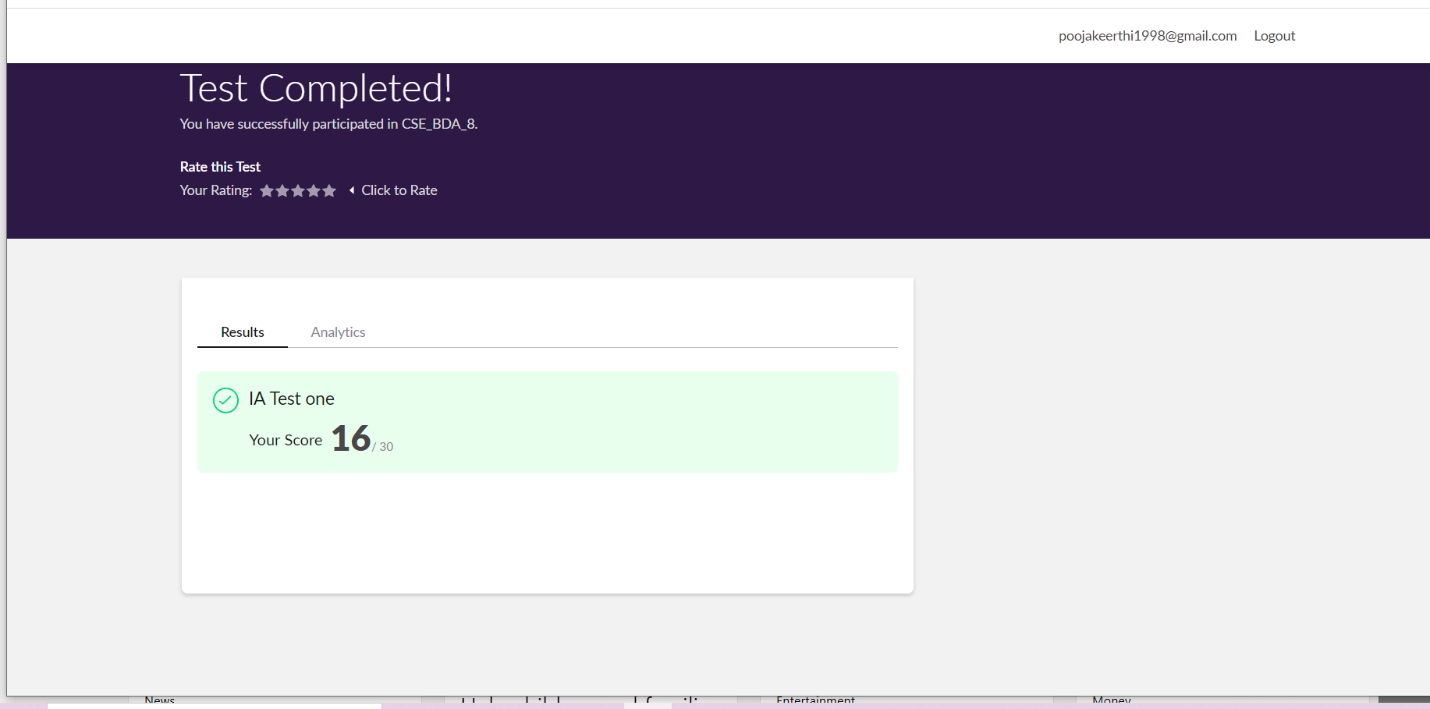 poojakeerthi1998@gmail.com Logout
Test Completed!
You have successfully participated in CSE_BDA_8.
Rate this Test
Your Rating: Click to Rate
Results Analytics
IA Test one
Your Score 16 / 30
News Entertainment Money